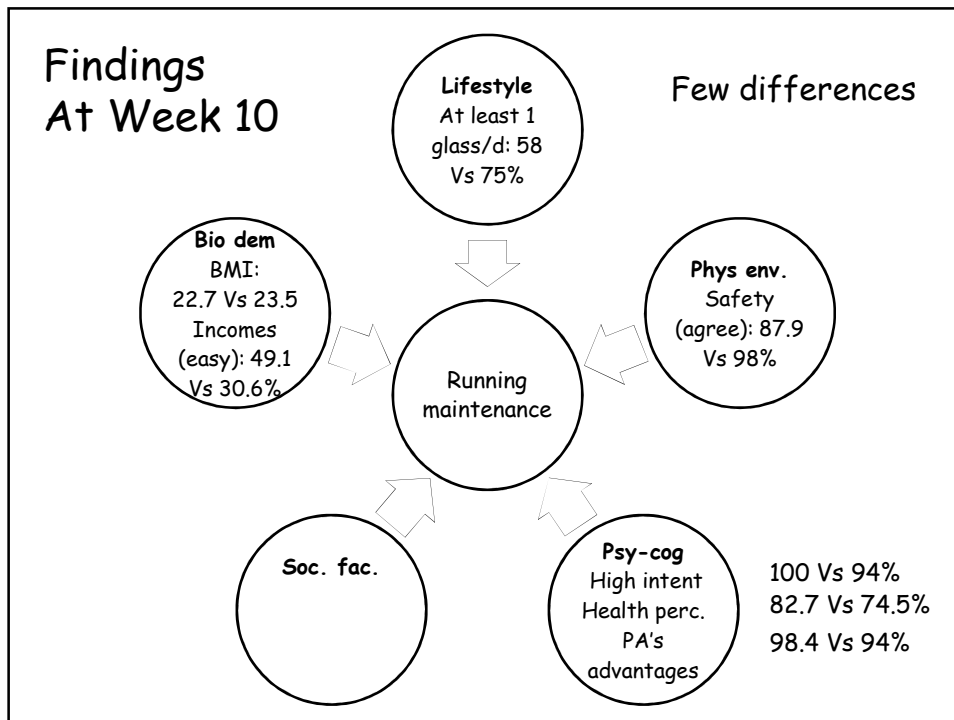 Findings
At Week 10
Few differences
Lifestyle
At least 1
glass/d: 58
Vs 75%
Bio dem
BMI:
22.7 Vs 23.5
Incomes
(easy): 49.1
Vs 30.6%
Phys env.
Safety
(agree): 87.9
Vs 98%
Running
maintenance
Soc. fac.
Psy-cog
High intent
Health perc.
PA's
advantages
100 Vs 94%
82.7 Vs 74.5%
98.4 Vs 94%